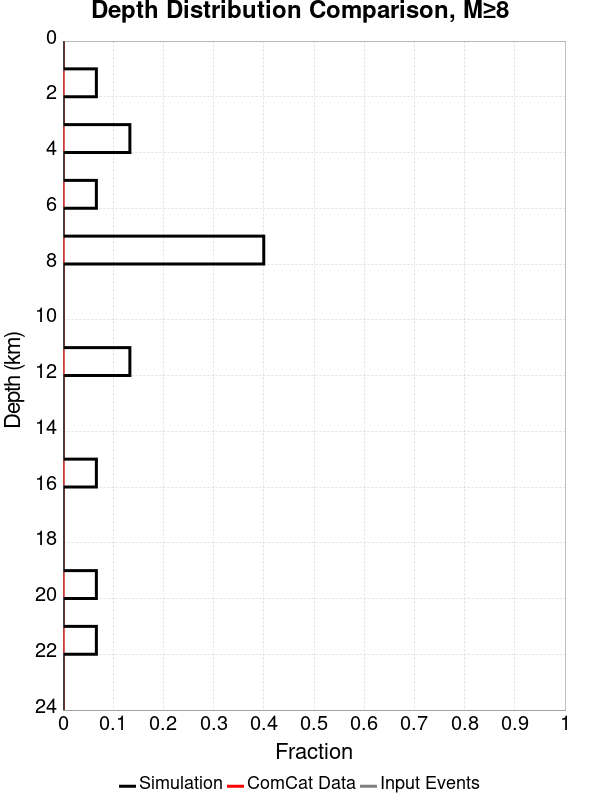 Depth Distribution Comparison, M≥8
0
2
4
6
8
10
12
14
16
18
20
22
24
Depth (km)
0 0.1 0.2 0.3 0.4 0.5 0.6 0.7 0.8 0.9 1
Fraction
Simulation ComCat Data Input Events